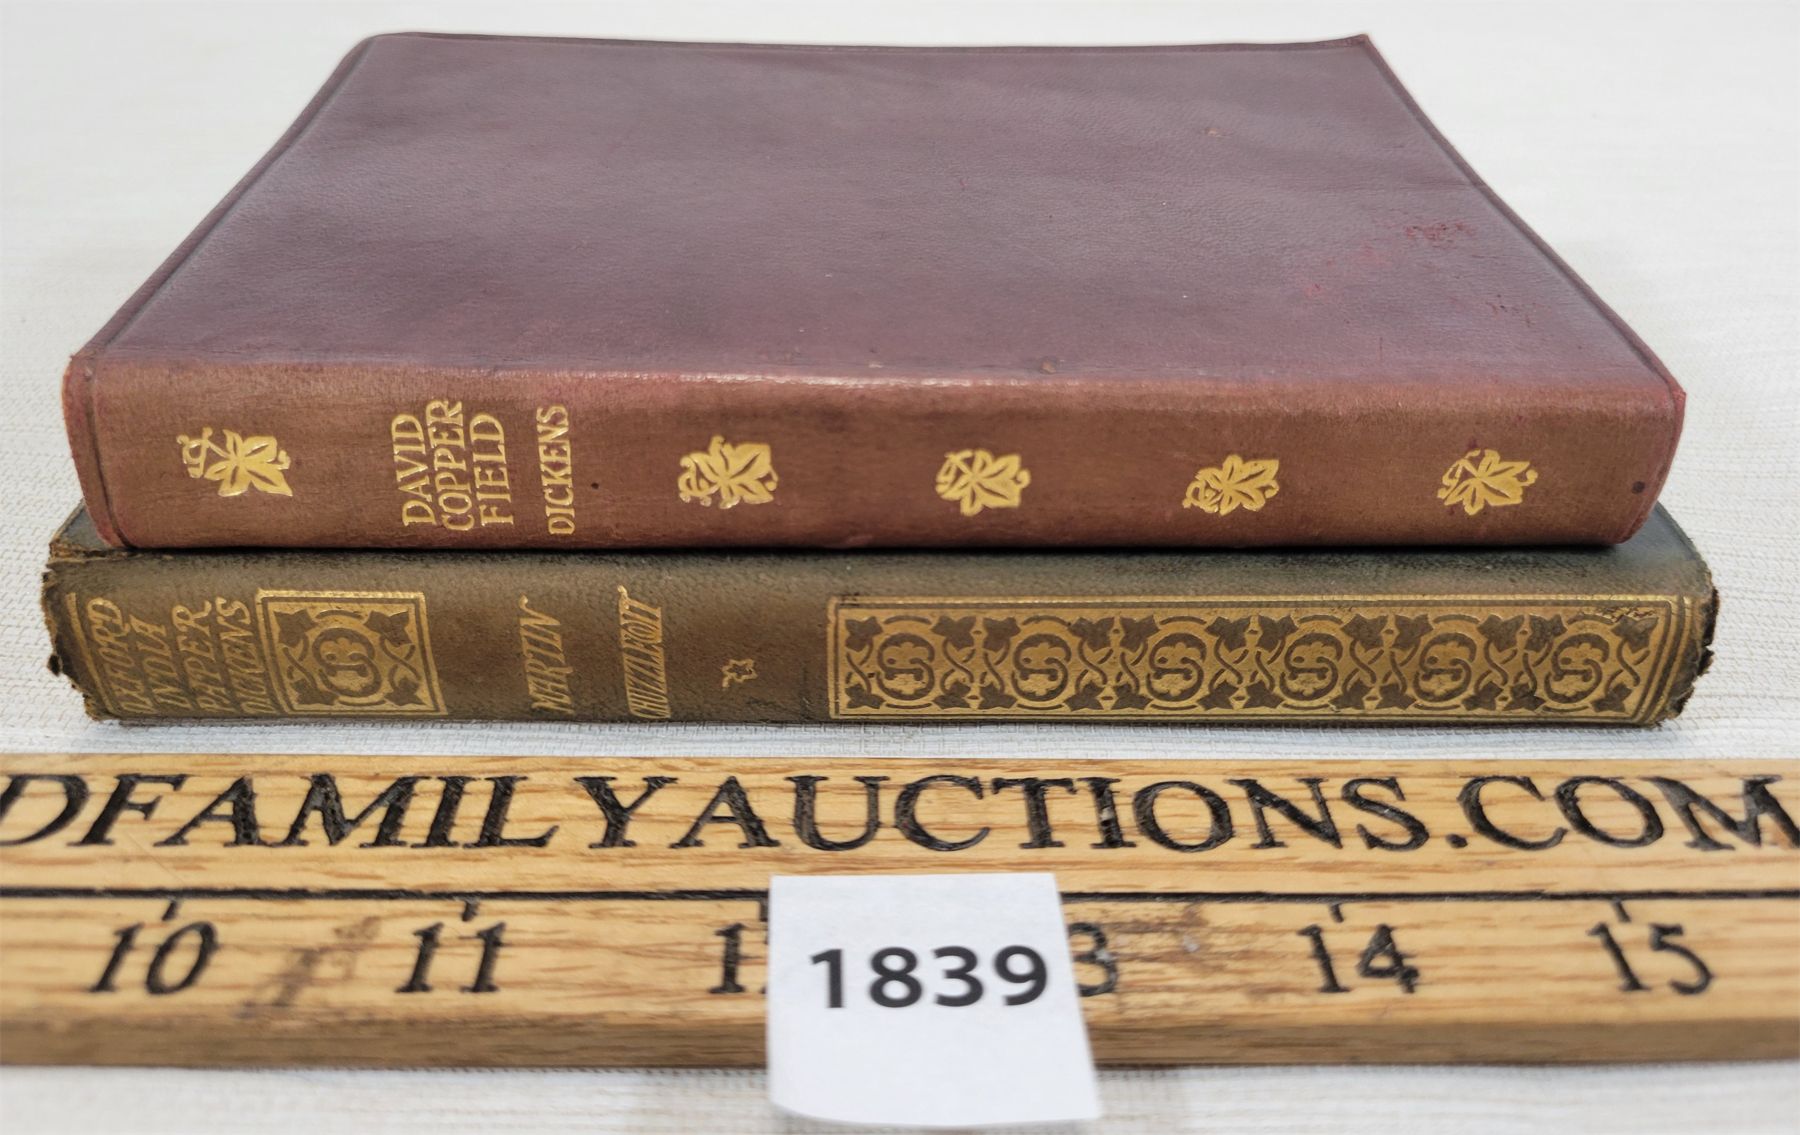 DAVID
COPPER
FIELD
DICKENS
OXFORD
INDIA
PAPER
DICKENS
MARTIN
CHUZZLEWIT
DFAMILYAUCTIONS.COM
10 11 14 15
1839